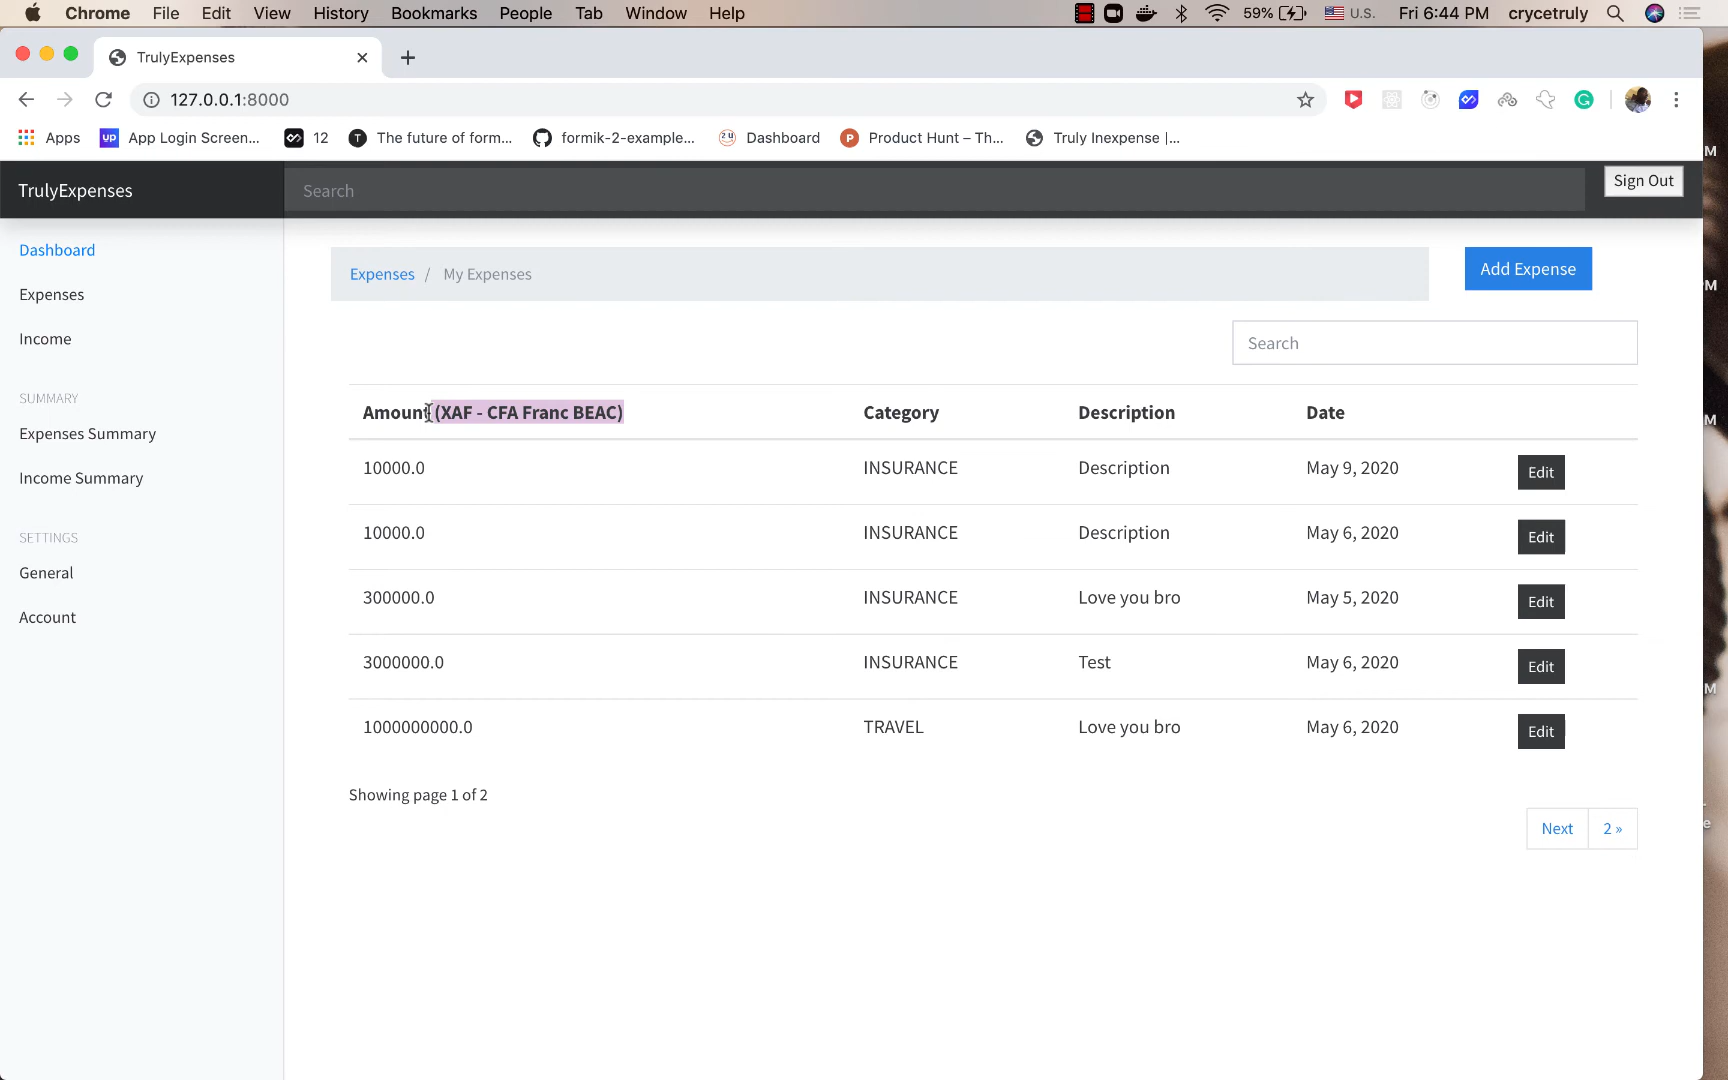 Chrome File Edit View History Bookmarks People Tab Window Help 59% U.S. Fri 6:44 PM crycetruly
TrulyExpenses
127.0.0.1:8000
Apps up App Login Screen... 12 T The future of form... formik-2-example... Dashboard P Product Hunt – Th... Truly Inexpense |...
TrulyExpenses Search Sign Out
Dashboard
Expenses
Income
SUMMARY
Expenses Summary
Income Summary
SETTINGS
General
Account
Expenses / My Expenses Add Expense
Search
Amount (XAF - CFA Franc BEAC) Category Description Date
10000.0 INSURANCE Description May 9, 2020 Edit
10000.0 INSURANCE Description May 6, 2020 Edit
300000.0 INSURANCE Love you bro May 5, 2020 Edit
3000000.0 INSURANCE Test May 6, 2020 Edit
1000000000.0 TRAVEL Love you bro May 6, 2020 Edit
Showing page 1 of 2
Next 2 »